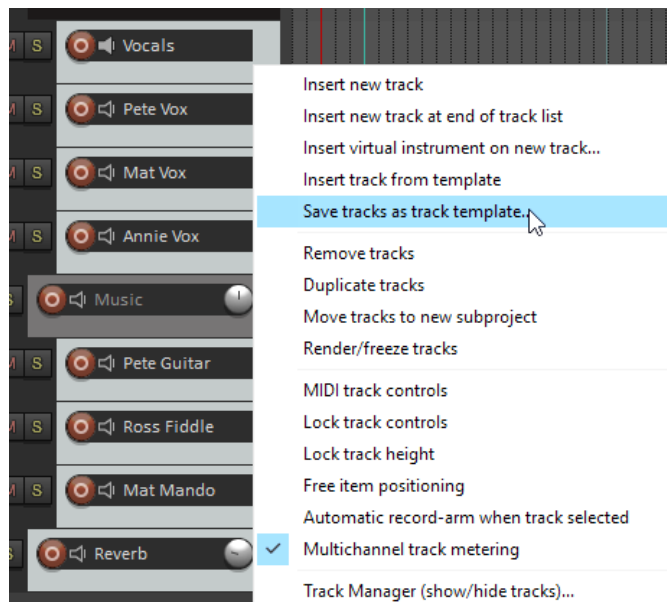 M S Vocals
Insert new track
M S Pete Vox
Insert new track at end of track list
Insert virtual instrument on new track...
M S Mat Vox
Insert track from template
Save tracks as track template...
M S Annie Vox
Remove tracks
Duplicate tracks
S Music
Move tracks to new subproject
Render/freeze tracks
M S Pete Guitar
MIDI track controls
Lock track controls
M S Ross Fiddle
Lock track height
M S Mat Mando
Free item positioning
Automatic record-arm when track selected
S Reverb
Multichannel track metering
Track Manager (show/hide tracks)...